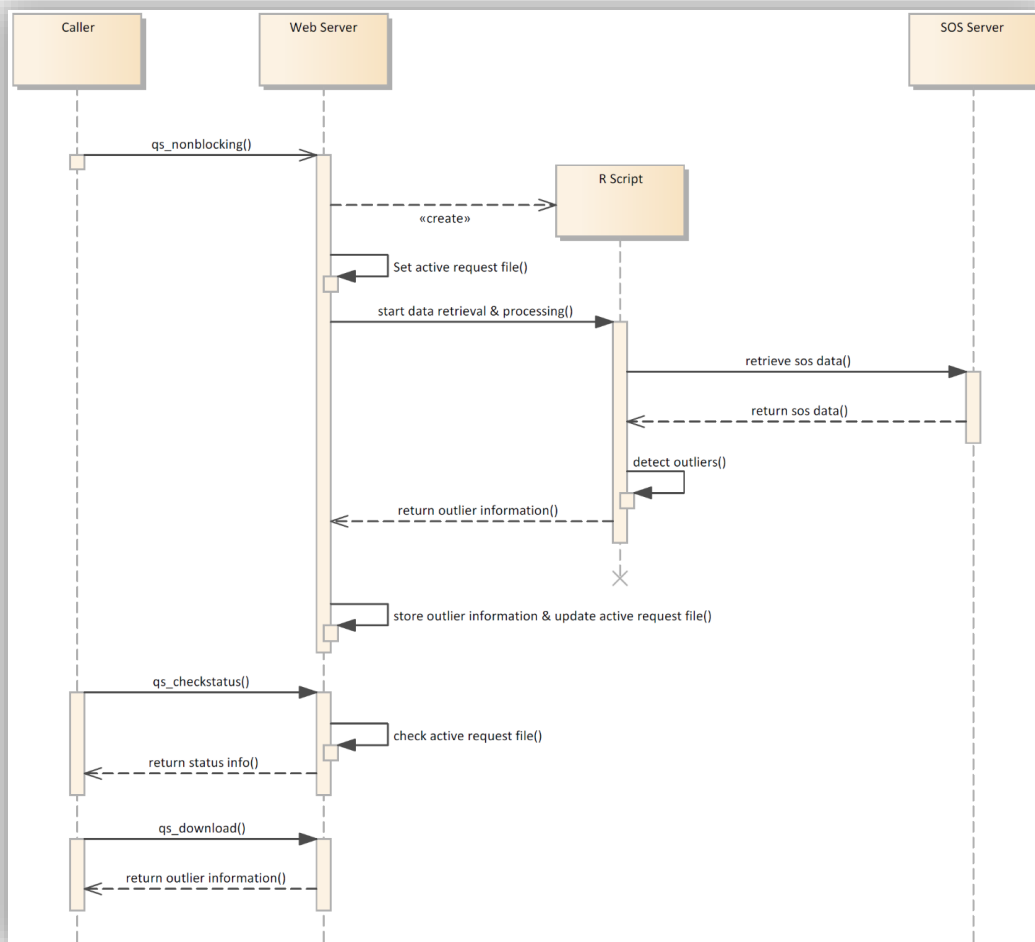 Caller
Web Server
SOS Server
qs_nonblocking()
R Script
«create»
Set active request file()
start data retrieval & processing()
retrieve sos data()
return sos data()
detect outliers()
return outlier information()
store outlier information & update active request file()
qs_checkstatus()
check active request file()
return status info()
qs_download()
return outlier information()